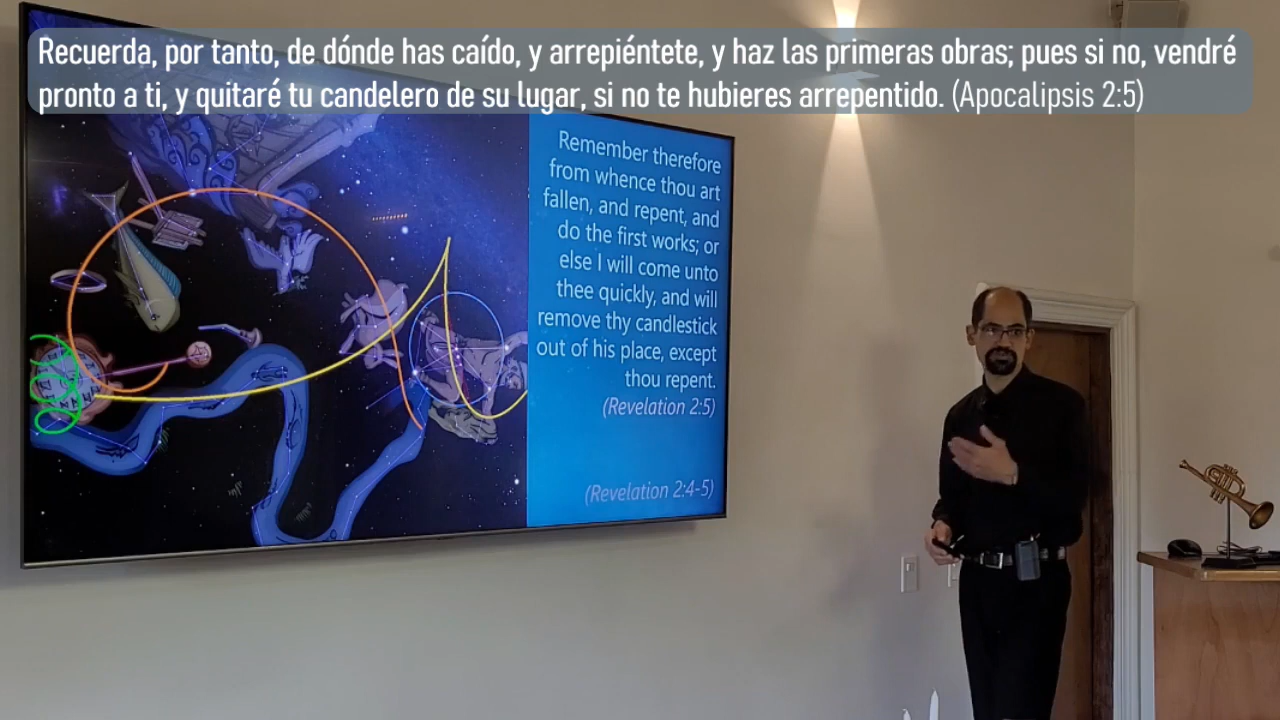 Recuerda, por tanto, de dónde has caído, y arrepiéntete, y haz las primeras obras; pues si no, vendré
pronto a ti, y quitaré tu candelero de su lugar, si no te hubieres arrepentido. (Apocalipsis 2:5)
Remember therefore
from whence thou art
fallen, and repent, and
do the first works; or
else I will come unto
thee quickly, and will
remove thy candlestick
out of his place, except
thou repent.
(Revelation 2:5)
(Revelation 2:4-5)